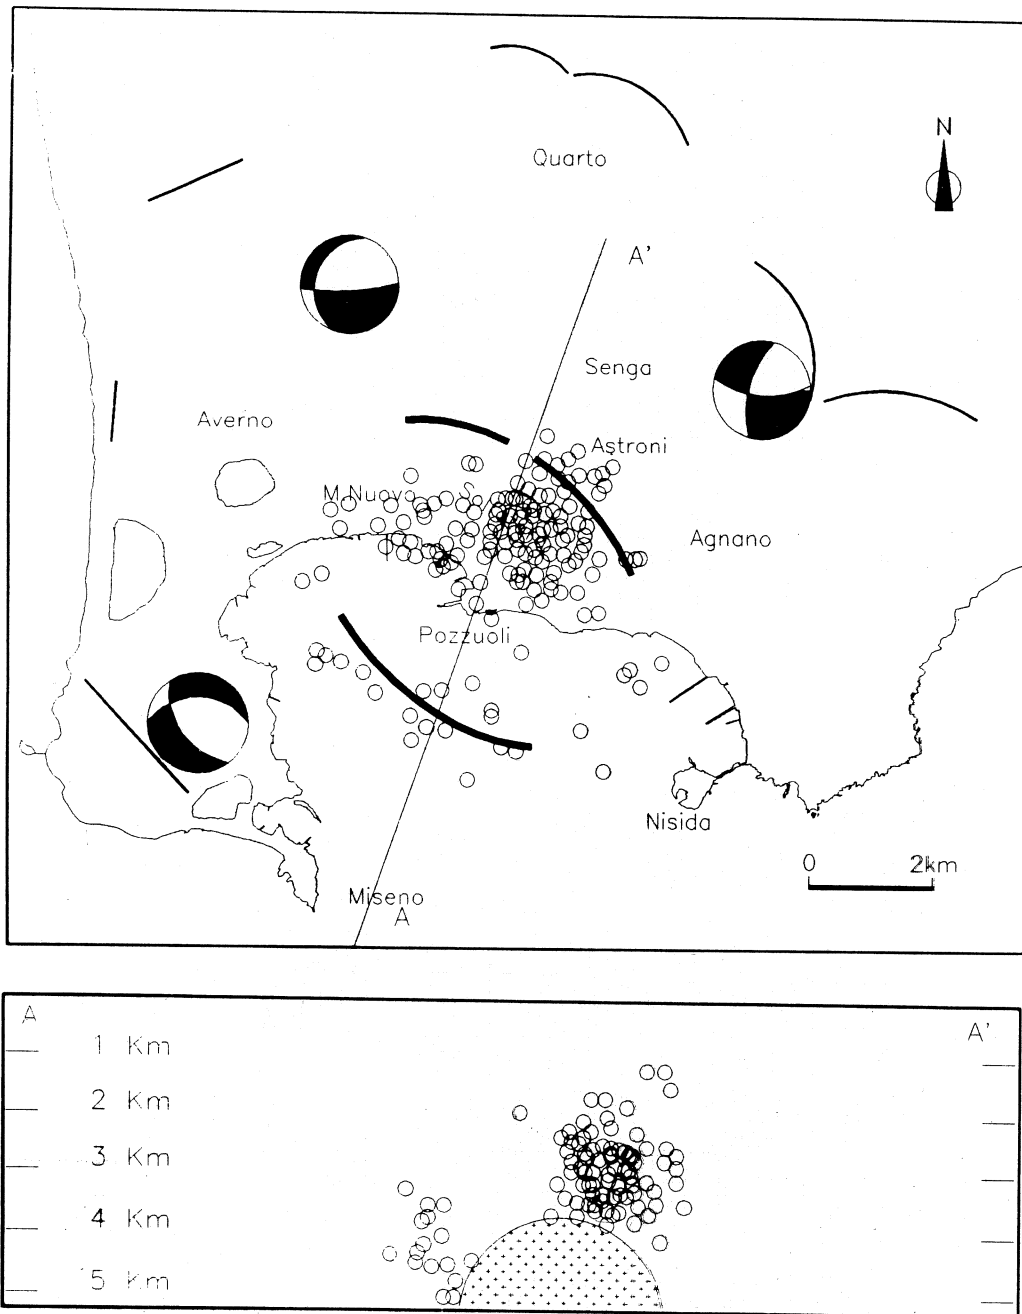 N
Quarto
A'
Senga
Averno
Astroni
M.Nuovo
Agnano
Pozzuoli
Nisida
0 2km
Miseno
A
A A'
1 Km
2 Km
3 Km
4 Km
5 Km